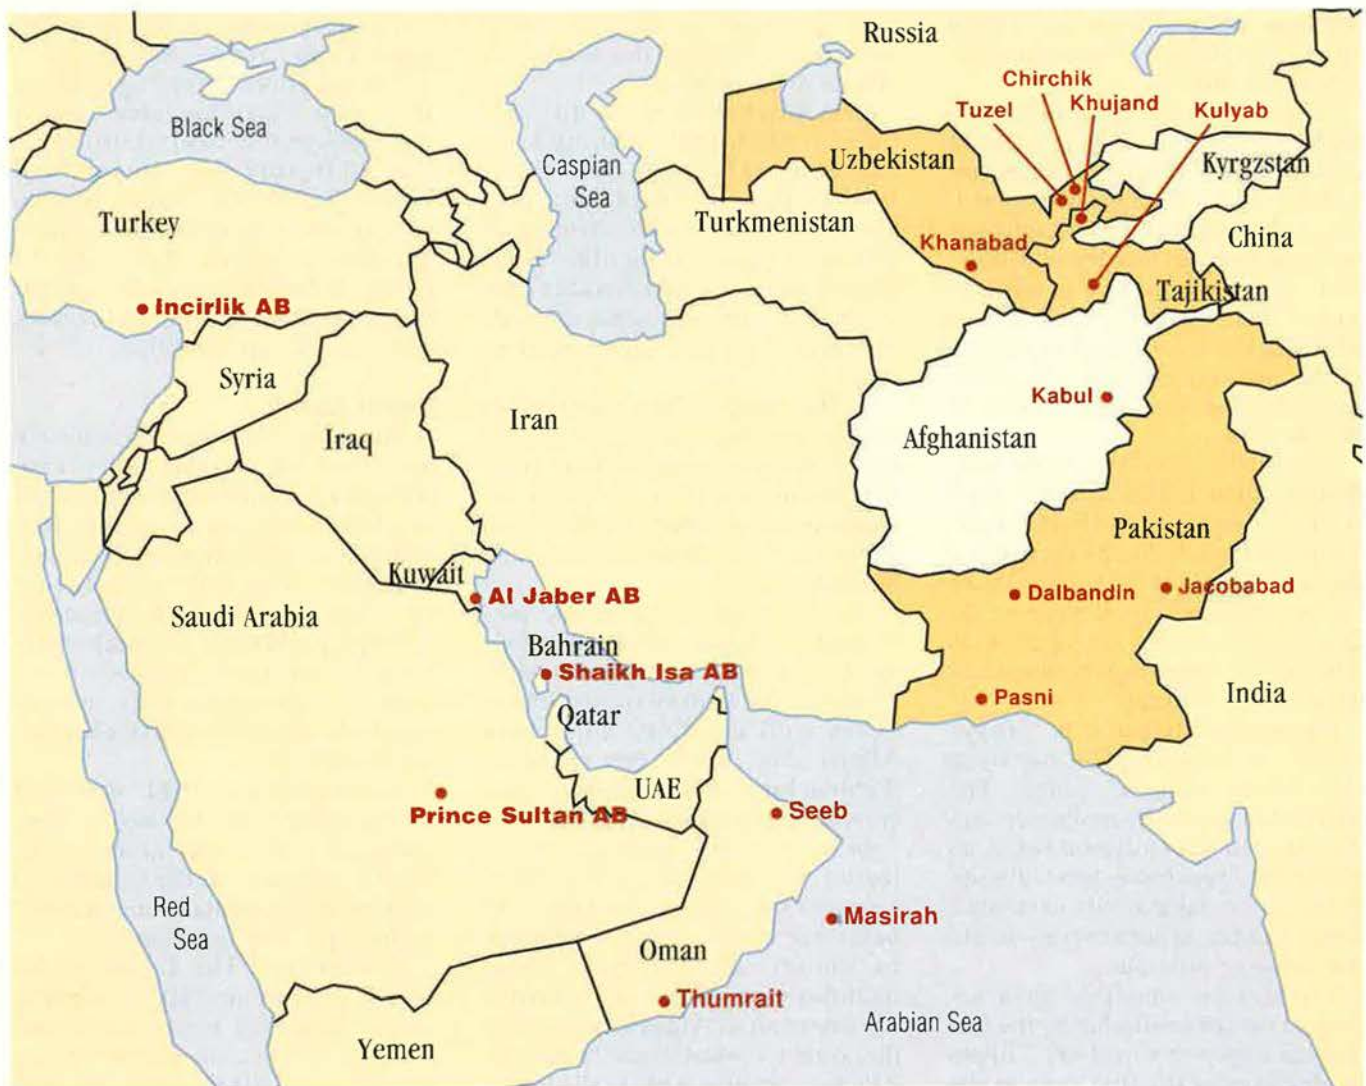 Russia
Chirchik
Tuzel
Khujand
Kulyab
Black Sea
Caspian
Sea
Uzbekistan
Kyrgzstan
Turkey
Turkmenistan
Khanabad
China
Tajikistan
Incirlik AB
Syria
Iraq
Iran
Kabul
Afghanistan
Pakistan
Kuwait
Al Jaber AB
Dalbandin
Jacobabad
Saudi Arabia
Bahrain
Shaikh Isa AB
Qatar
Pasni
India
UAE
Prince Sultan AB
Seeb
Red
Sea
Masirah
Oman
Thumrait
Arabian Sea
Yemen